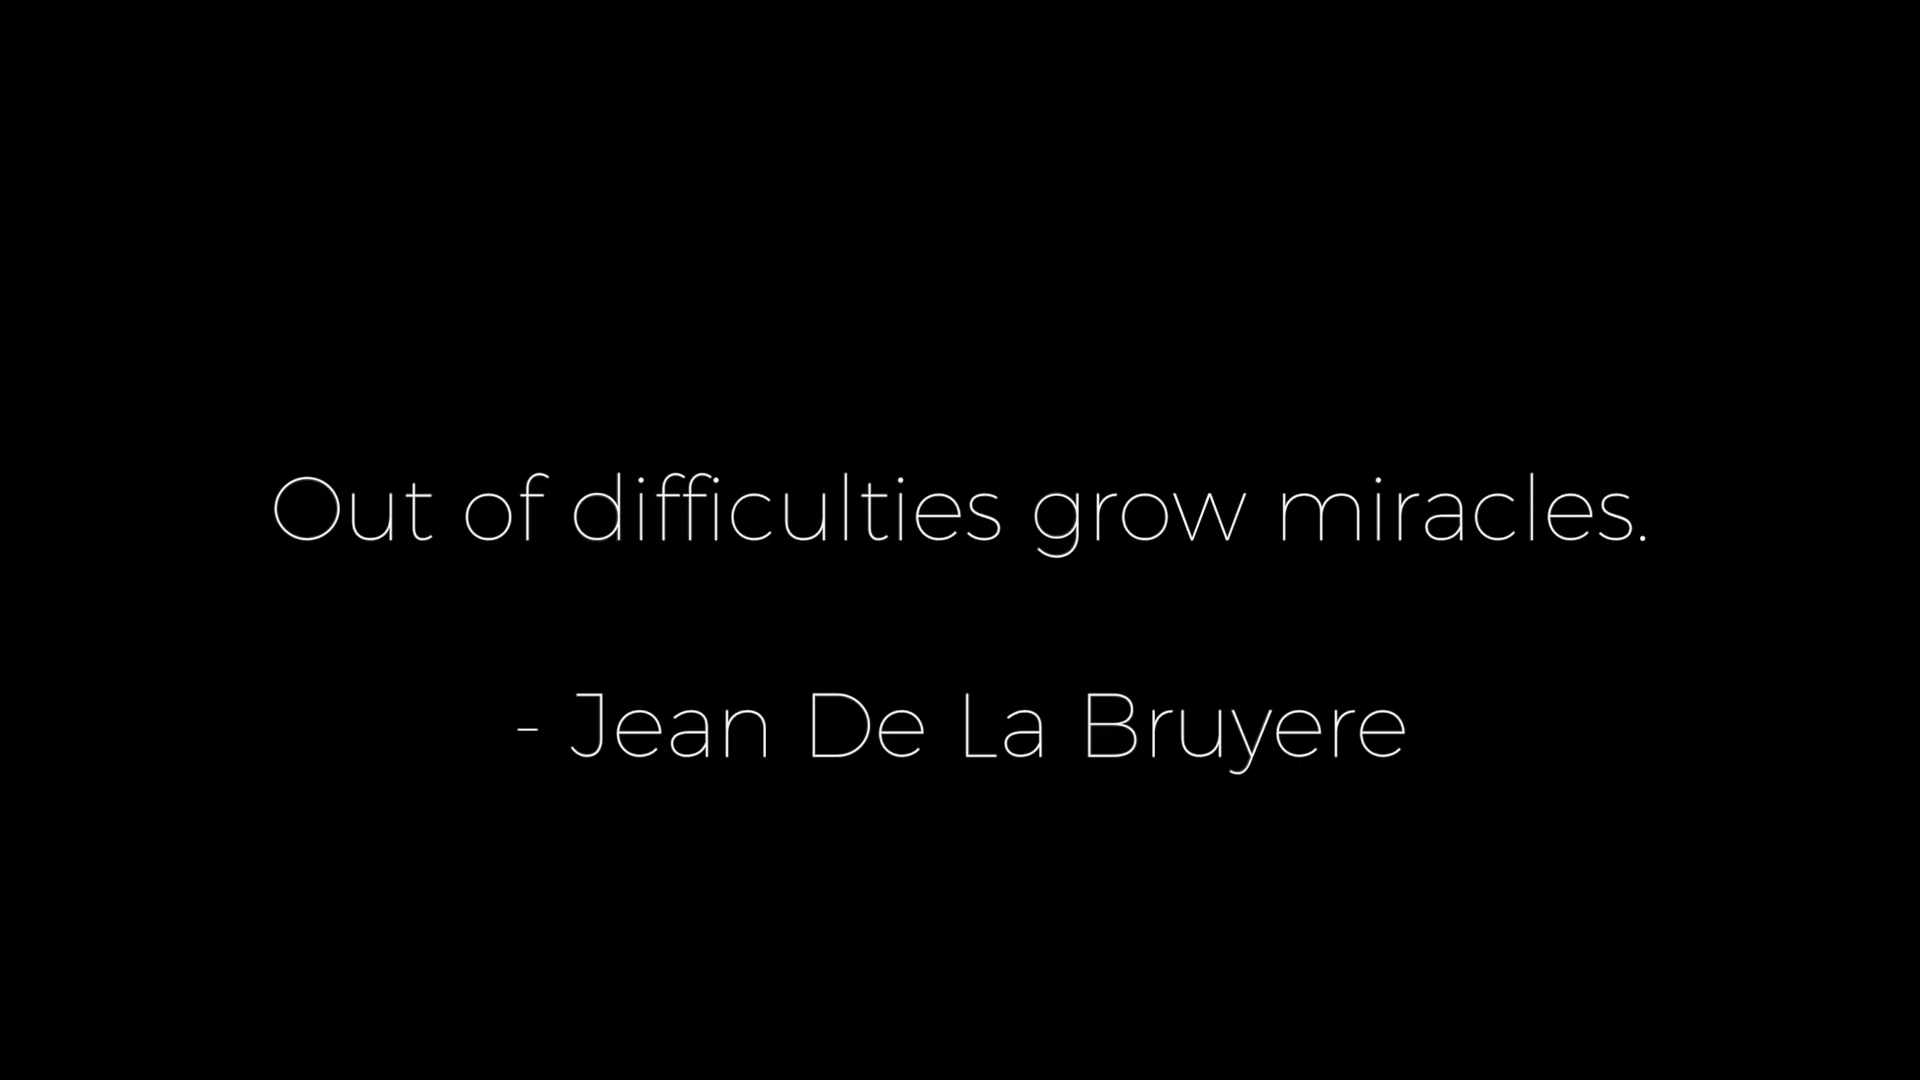 Out of difficulties grow miracles.
- Jean De La Bruyere